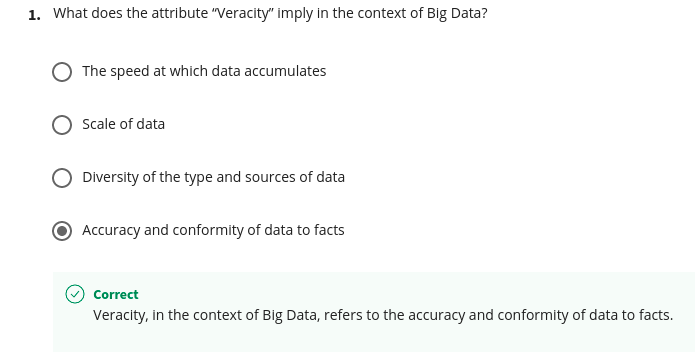 1. What does the attribute “Veracity” imply in the context of Big Data?
The speed at which data accumulates
Scale of data
Diversity of the type and sources of data
Accuracy and conformity of data to facts
Correct
Veracity, in the context of Big Data, refers to the accuracy and conformity of data to facts.